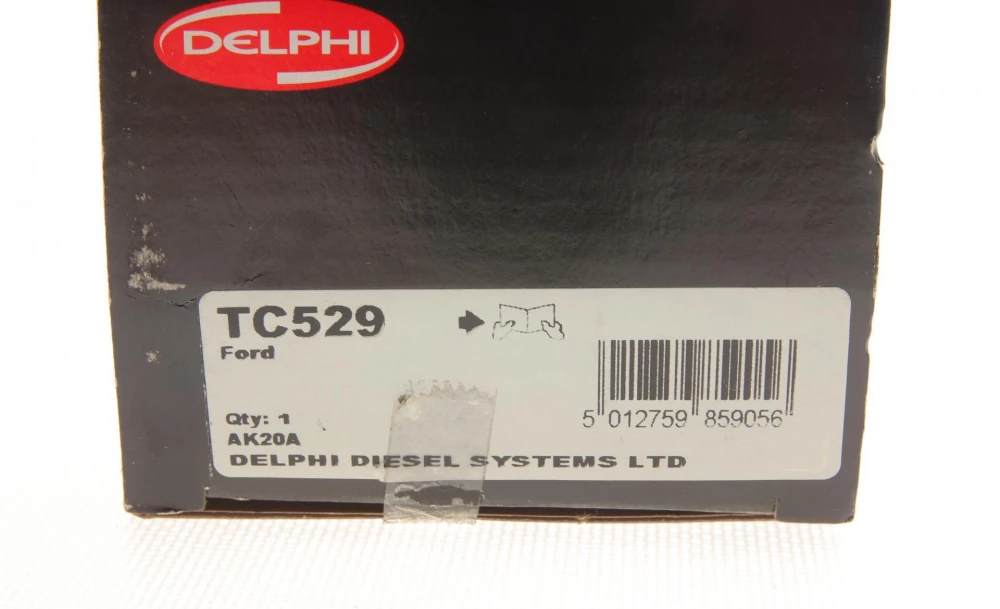 DELPHI
TC529
Ford
5 012759 859056
Qty: 1
AK20A
DELPHI DIESEL SYSTEMS LTD